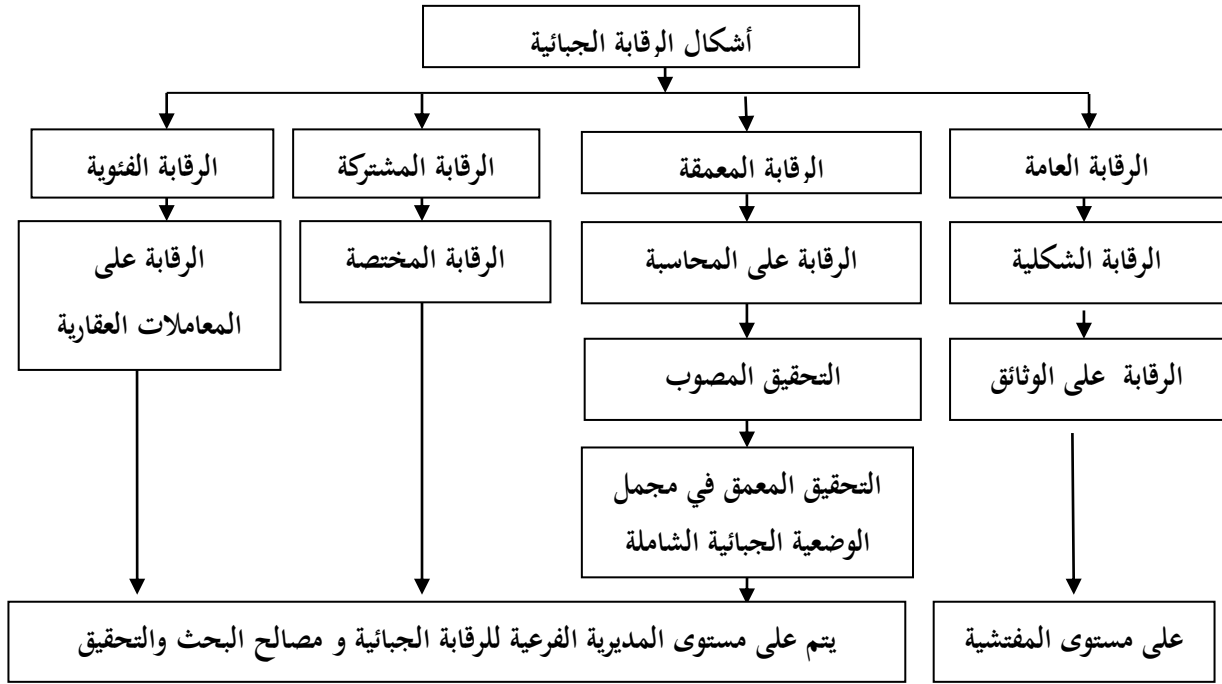 أشكال الرقابة الجبائية
الرقابة العامة
الرقابة المعمقة
الرقابة المشتركة
الرقابة الفئوية
الرقابة الشكلية
الرقابة على المحاسبة
الرقابة المختصة
الرقابة على
المعاملات العقارية
الرقابة على الوثائق
التحقيق المصوب
التحقيق المعمق في مجمل
الوضعية الجبائية الشاملة
على مستوى المفتشية
يتم على مستوى المديرية الفرعية للرقابة الجبائية و مصالح البحث والتحقيق